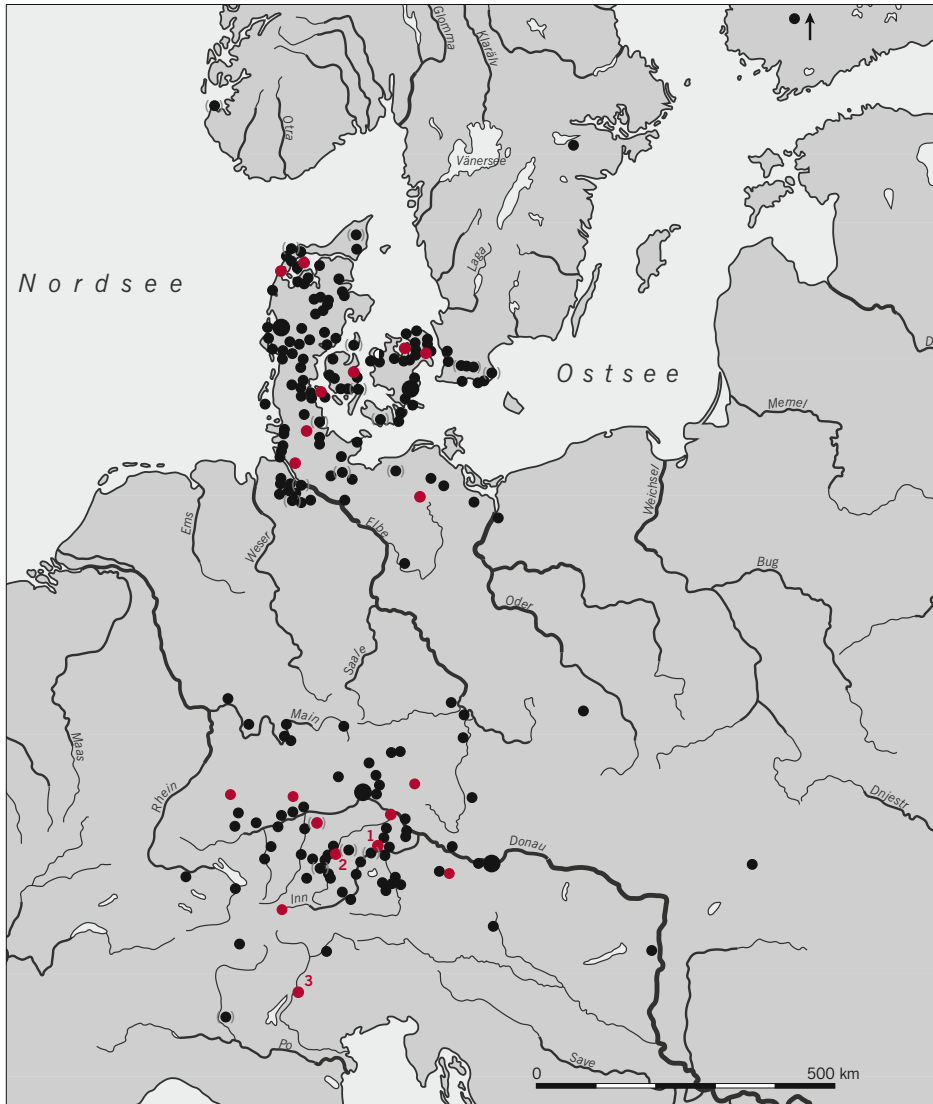 Glomma
Klarälv
Otra
Vänersee
Laga
Nordsee
Ostsee
D
Memel
Weichsel
Ems
Weser
Elbe
Bug
Oder
Saale
Main
Maas
Rhein
Dnjestr
1
Donau
2
Inn
3
Po
Save
0 500 km